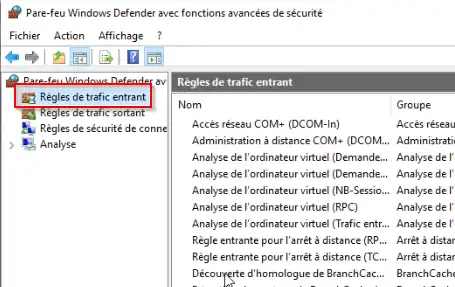 Pare-feu Windows Defender avec fonctions avancées de sécurité
Fichier Action Affichage ?
Pare-feu Windows Defender av
Règles de trafic entrant
Règles de trafic sortant
Règles de sécurité de conne
Analyse
Règles de trafic entrant
Nom Groupe
Accès réseau COM+ (DCOM-In) Accès rése
Administration à distance COM+ (DCOM... Administra
Analyse de l'ordinateur virtuel (Demande... Analyse de l'
Analyse de l'ordinateur virtuel (Demande... Analyse de l'
Analyse de l'ordinateur virtuel (NB-Sessio... Analyse de l'
Analyse de l'ordinateur virtuel (RPC) Analyse de l'
Analyse de l'ordinateur virtuel (Trafic entr... Analyse de l'
Règle entrante pour l'arrêt à distance (RP... Arrêt à dista
Règle entrante pour l'arrêt à distance (TC... Arrêt à dista
Découverte d'homologue de BranchCac... BranchCache